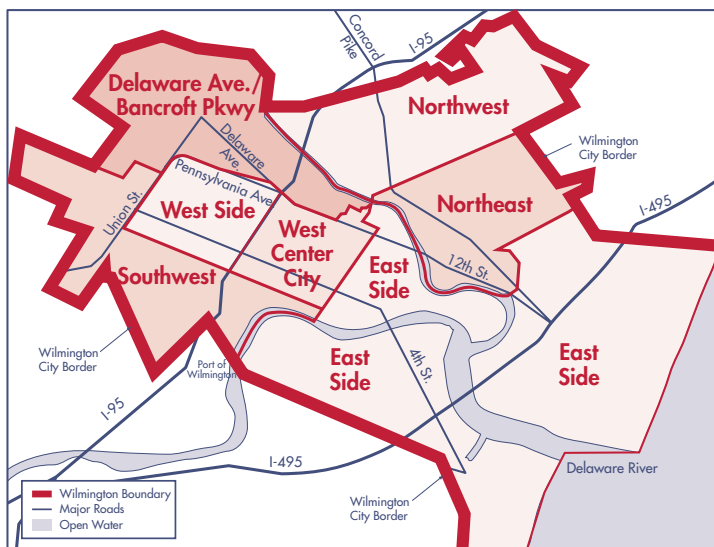 Concord
Pike
I-95
Delaware Ave./
Bancroft Pkwy
Northwest
Delaware
Ave.
Wilmington
City Border
Pennsylvania Ave
Union St.
West Side
Northeast
I-495
West
Center
City
East
Side
12th St.
Southwest
Wilmington
City Border
Port of
Wilmington
East
Side
4th St.
East
Side
I-95
I-495
Delaware River
Wilmington
City Border
Wilmington Boundary
Major Roads
Open Water